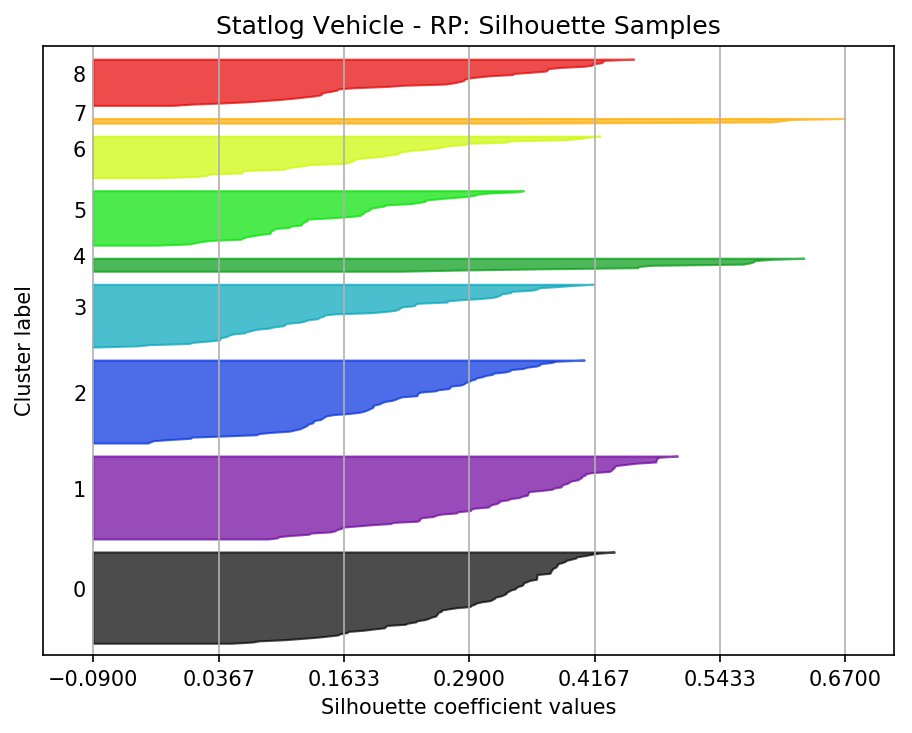 Statlog Vehicle - RP: Silhouette Samples
8
7
6
5
4
3
2
1
0
Cluster label
−0.0900 0.0367 0.1633 0.2900 0.4167 0.5433 0.6700
Silhouette coefficient values